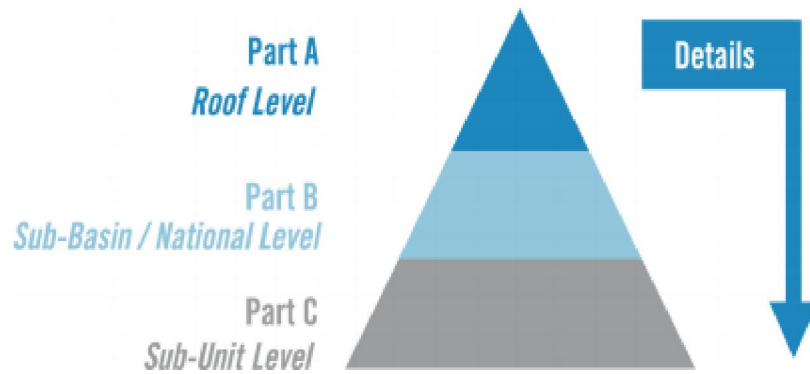 Part A
Roof Level
Details
Part B
Sub-Basin / National Level
Part C
Sub-Unit Level